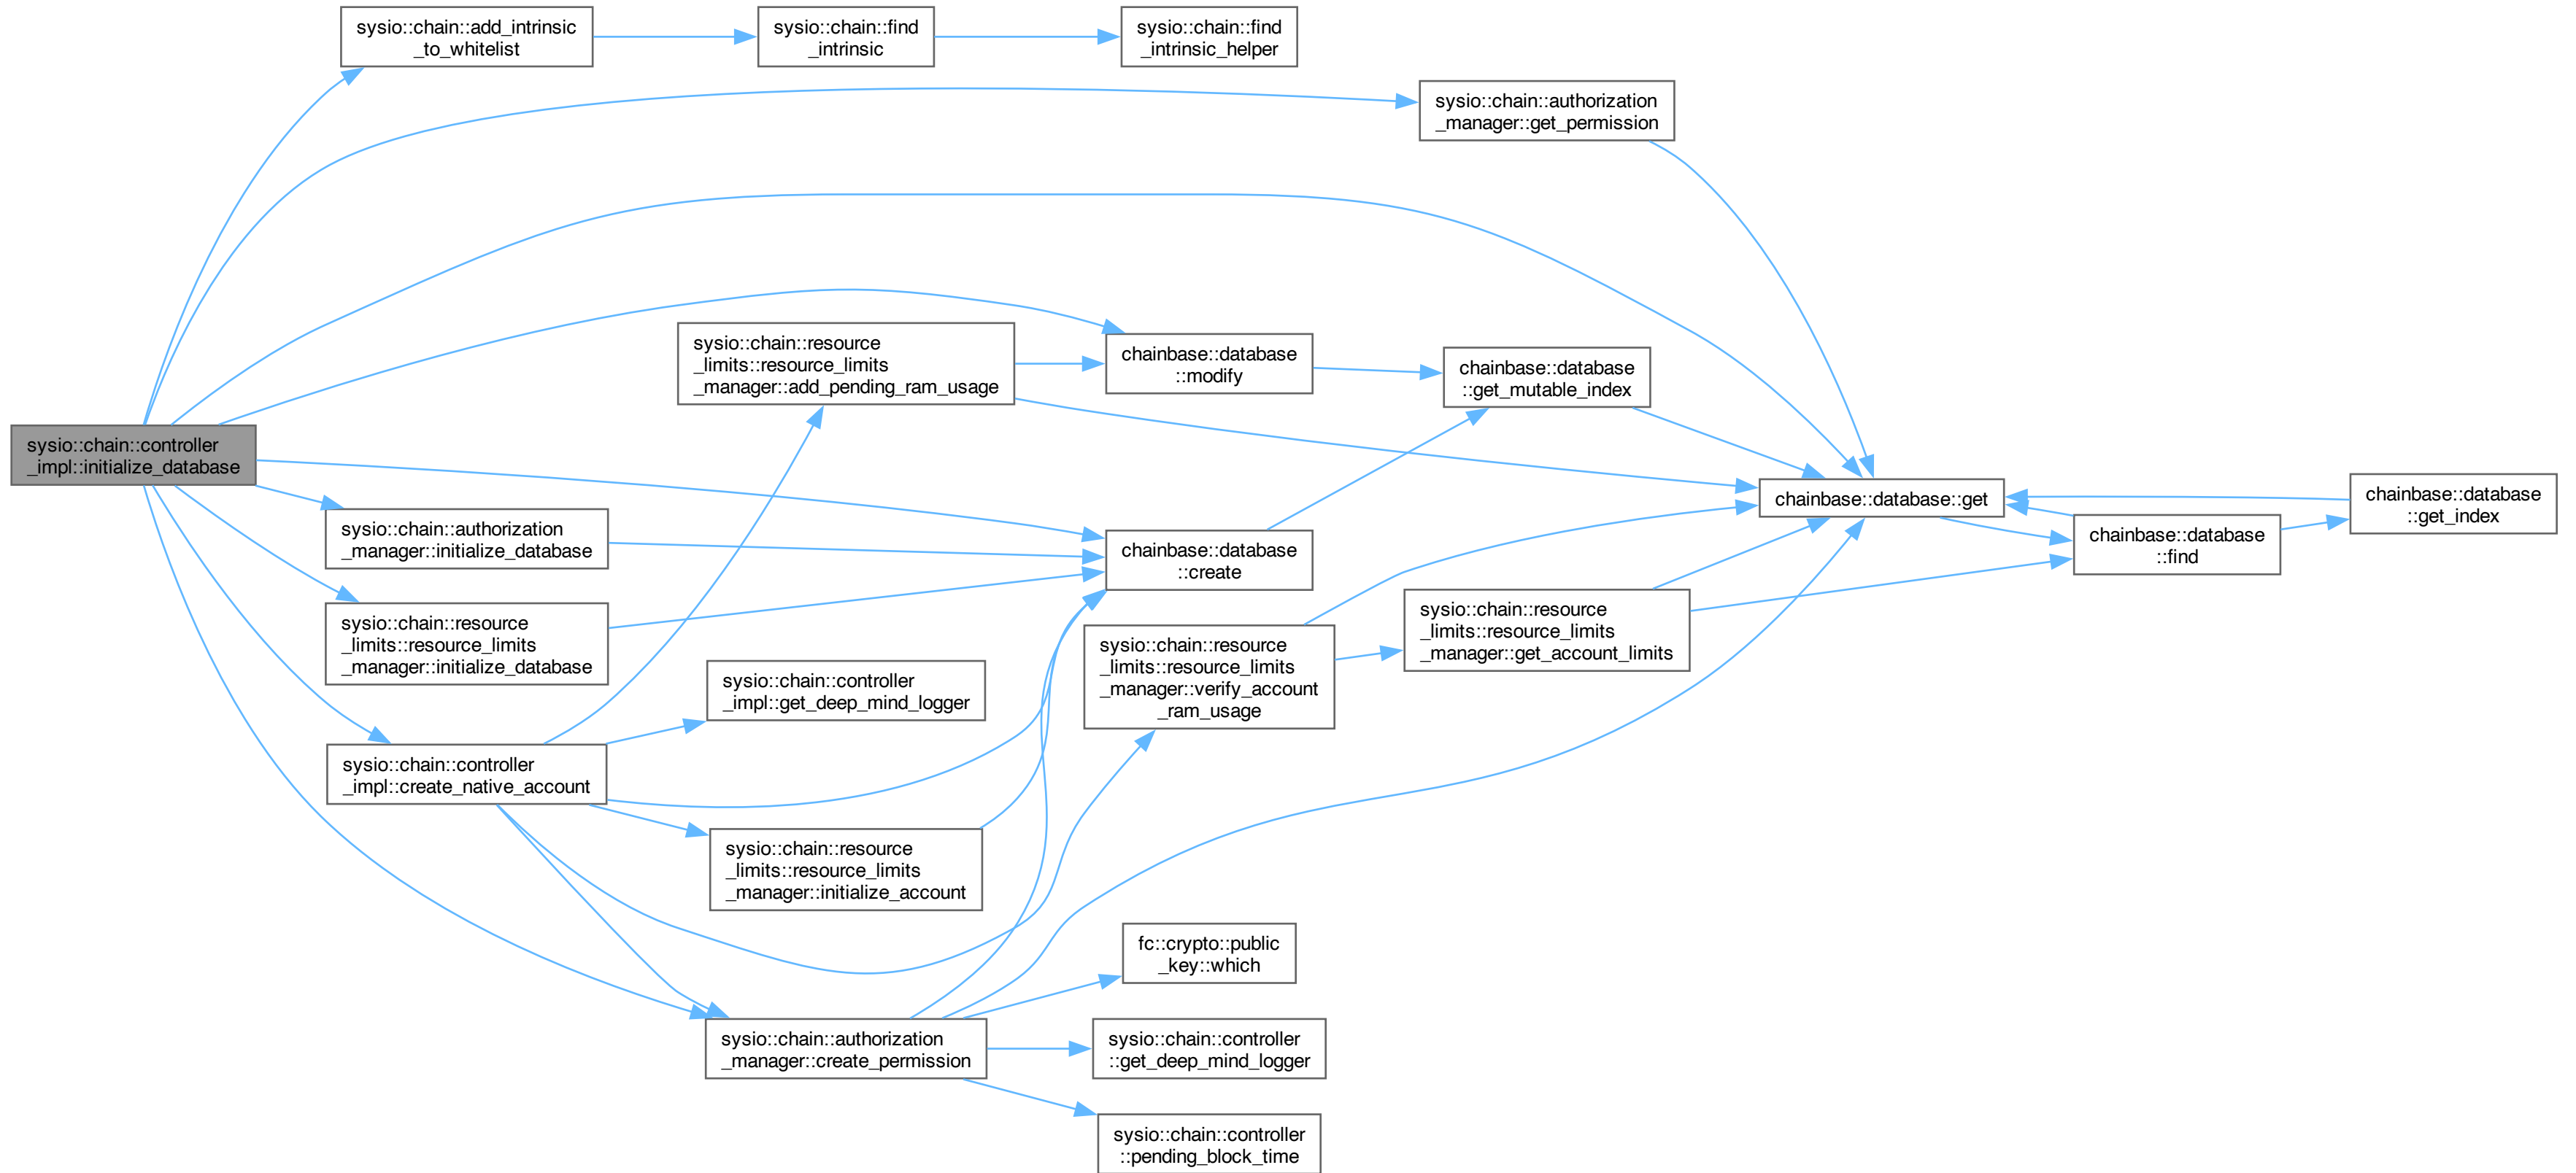 sysio::chain::add_intrinsic
_to_whitelist
sysio::chain::find
_intrinsic
sysio::chain::find
_intrinsic_helper
sysio::chain::authorization
_manager::get_permission
sysio::chain::resource
_limits::resource_limits
_manager::add_pending_ram_usage
chainbase::database
::modify
chainbase::database
::get_mutable_index
sysio::chain::controller
_impl::initialize_database
chainbase::database::get
chainbase::database
::get_index
sysio::chain::authorization
_manager::initialize_database
chainbase::database
::create
chainbase::database
::find
sysio::chain::resource
_limits::resource_limits
_manager::initialize_database
sysio::chain::resource
_limits::resource_limits
_manager::verify_account
_ram_usage
sysio::chain::resource
_limits::resource_limits
_manager::get_account_limits
sysio::chain::controller
_impl::get_deep_mind_logger
sysio::chain::controller
_impl::create_native_account
sysio::chain::resource
_limits::resource_limits
_manager::initialize_account
fc::crypto::public
_key::which
sysio::chain::authorization
_manager::create_permission
sysio::chain::controller
::get_deep_mind_logger
sysio::chain::controller
::pending_block_time